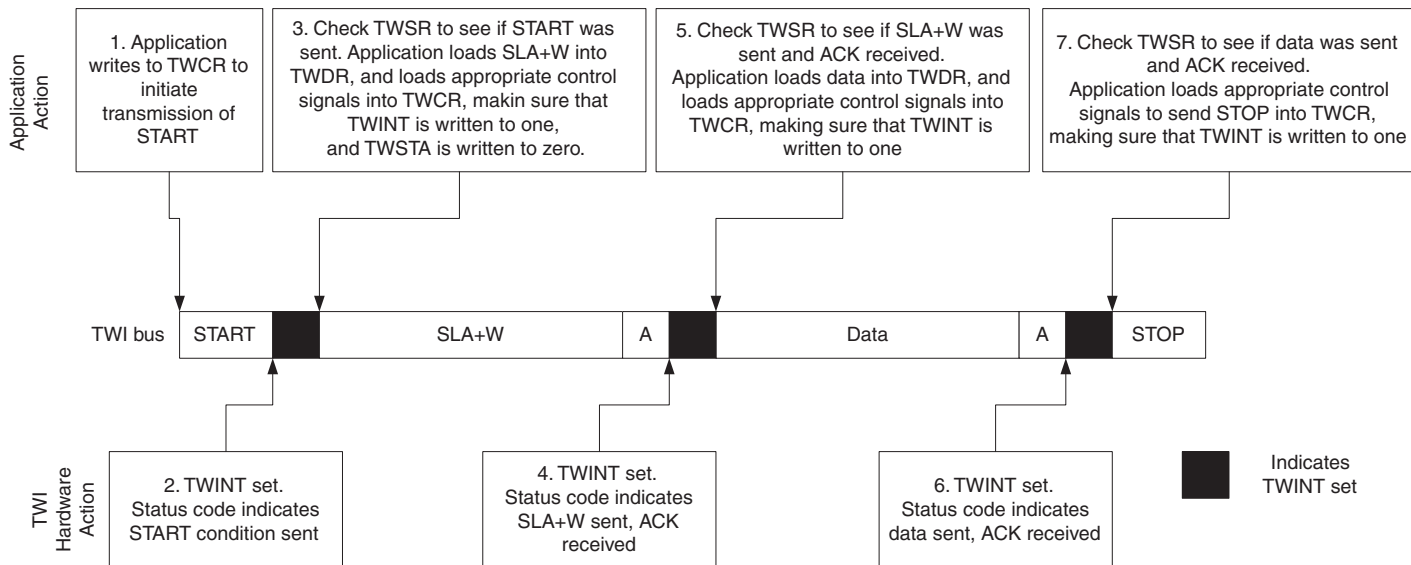 Application
Action
1. Application
writes to TWCR to
initiate
transmission of
START
3. Check TWSR to see if START was
sent. Application loads SLA+W into
TWDR, and loads appropriate control
signals into TWCR, makin sure that
TWINT is written to one,
and TWSTA is written to zero.
5. Check TWSR to see if SLA+W was
sent and ACK received.
Application loads data into TWDR, and
loads appropriate control signals into
TWCR, making sure that TWINT is
written to one
7. Check TWSR to see if data was sent
and ACK received.
Application loads appropriate control
signals to send STOP into TWCR,
making sure that TWINT is written to one
TWI bus
START
SLA+W
A
Data
A
STOP
TWI
Hardware
Action
2. TWINT set.
Status code indicates
START condition sent
4. TWINT set.
Status code indicates
SLA+W sent, ACK
received
6. TWINT set.
Status code indicates
data sent, ACK received
Indicates
TWINT set